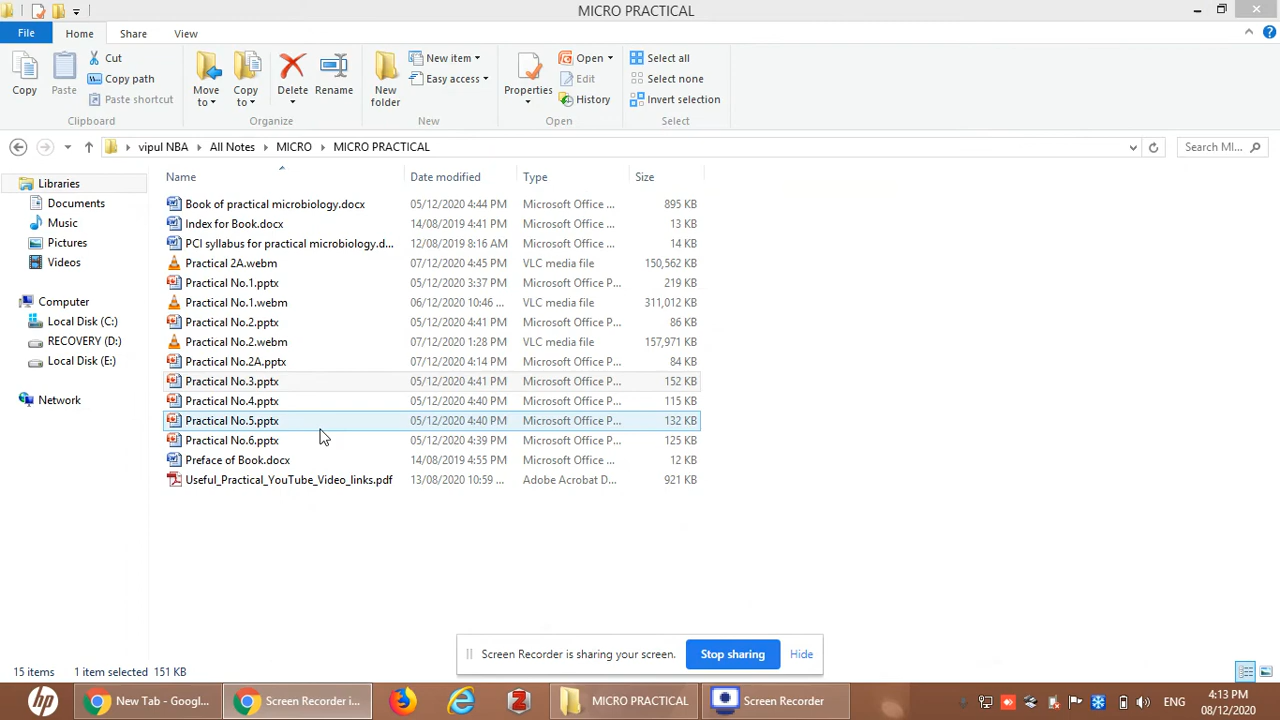 MICRO PRACTICAL
File Home Share View
Copy Paste Cut Copy path Paste shortcut
Move to Copy to Delete Rename New folder
New item Easy access
Properties Open Edit History
Select all Select none Invert selection
Clipboard Organize New Open Select
vipul NBA All Notes MICRO MICRO PRACTICAL Search MI...
Name Date modified Type Size
Book of practical microbiology.docx 05/12/2020 4:44 PM Microsoft Office ... 895 KB
Index for Book.docx 14/08/2019 4:41 PM Microsoft Office ... 13 KB
PCI syllabus for practical microbiology.d... 12/08/2019 8:16 AM Microsoft Office ... 14 KB
Practical 2A.webm 07/12/2020 4:45 PM VLC media file 150,562 KB
Practical No.1.pptx 05/12/2020 3:37 PM Microsoft Office P... 219 KB
Practical No.1.webm 06/12/2020 10:46 ... VLC media file 311,012 KB
Practical No.2.pptx 05/12/2020 4:41 PM Microsoft Office P... 86 KB
Practical No.2.webm 07/12/2020 1:28 PM VLC media file 157,971 KB
Practical No.2A.pptx 07/12/2020 4:14 PM Microsoft Office P... 84 KB
Practical No.3.pptx 05/12/2020 4:41 PM Microsoft Office P... 152 KB
Practical No.4.pptx 05/12/2020 4:40 PM Microsoft Office P... 115 KB
Practical No.5.pptx 05/12/2020 4:40 PM Microsoft Office P... 132 KB
Practical No.6.pptx 05/12/2020 4:39 PM Microsoft Office P... 125 KB
Preface of Book.docx 14/08/2019 4:55 PM Microsoft Office ... 12 KB
Useful_Practical_YouTube_Video_links.pdf 13/08/2020 10:59 ... Adobe Acrobat D... 921 KB
Libraries
Documents
Music
Pictures
Videos
Computer
Local Disk (C:)
RECOVERY (D:)
Local Disk (E:)
Network
Screen Recorder is sharing your screen. Stop sharing Hide
15 items 1 item selected 151 KB
New Tab - Googl... Screen Recorder i... MICRO PRACTICAL Screen Recorder ENG
4:13 PM
08/12/2020